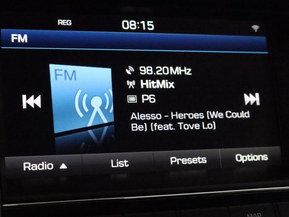 REG
08:15
FM
FM
98.20MHz
HitMix
P6
Alesso - Heroes (We Could
Be) (feat. Tove Lo)
Radio
List
Presets
Options
MAP